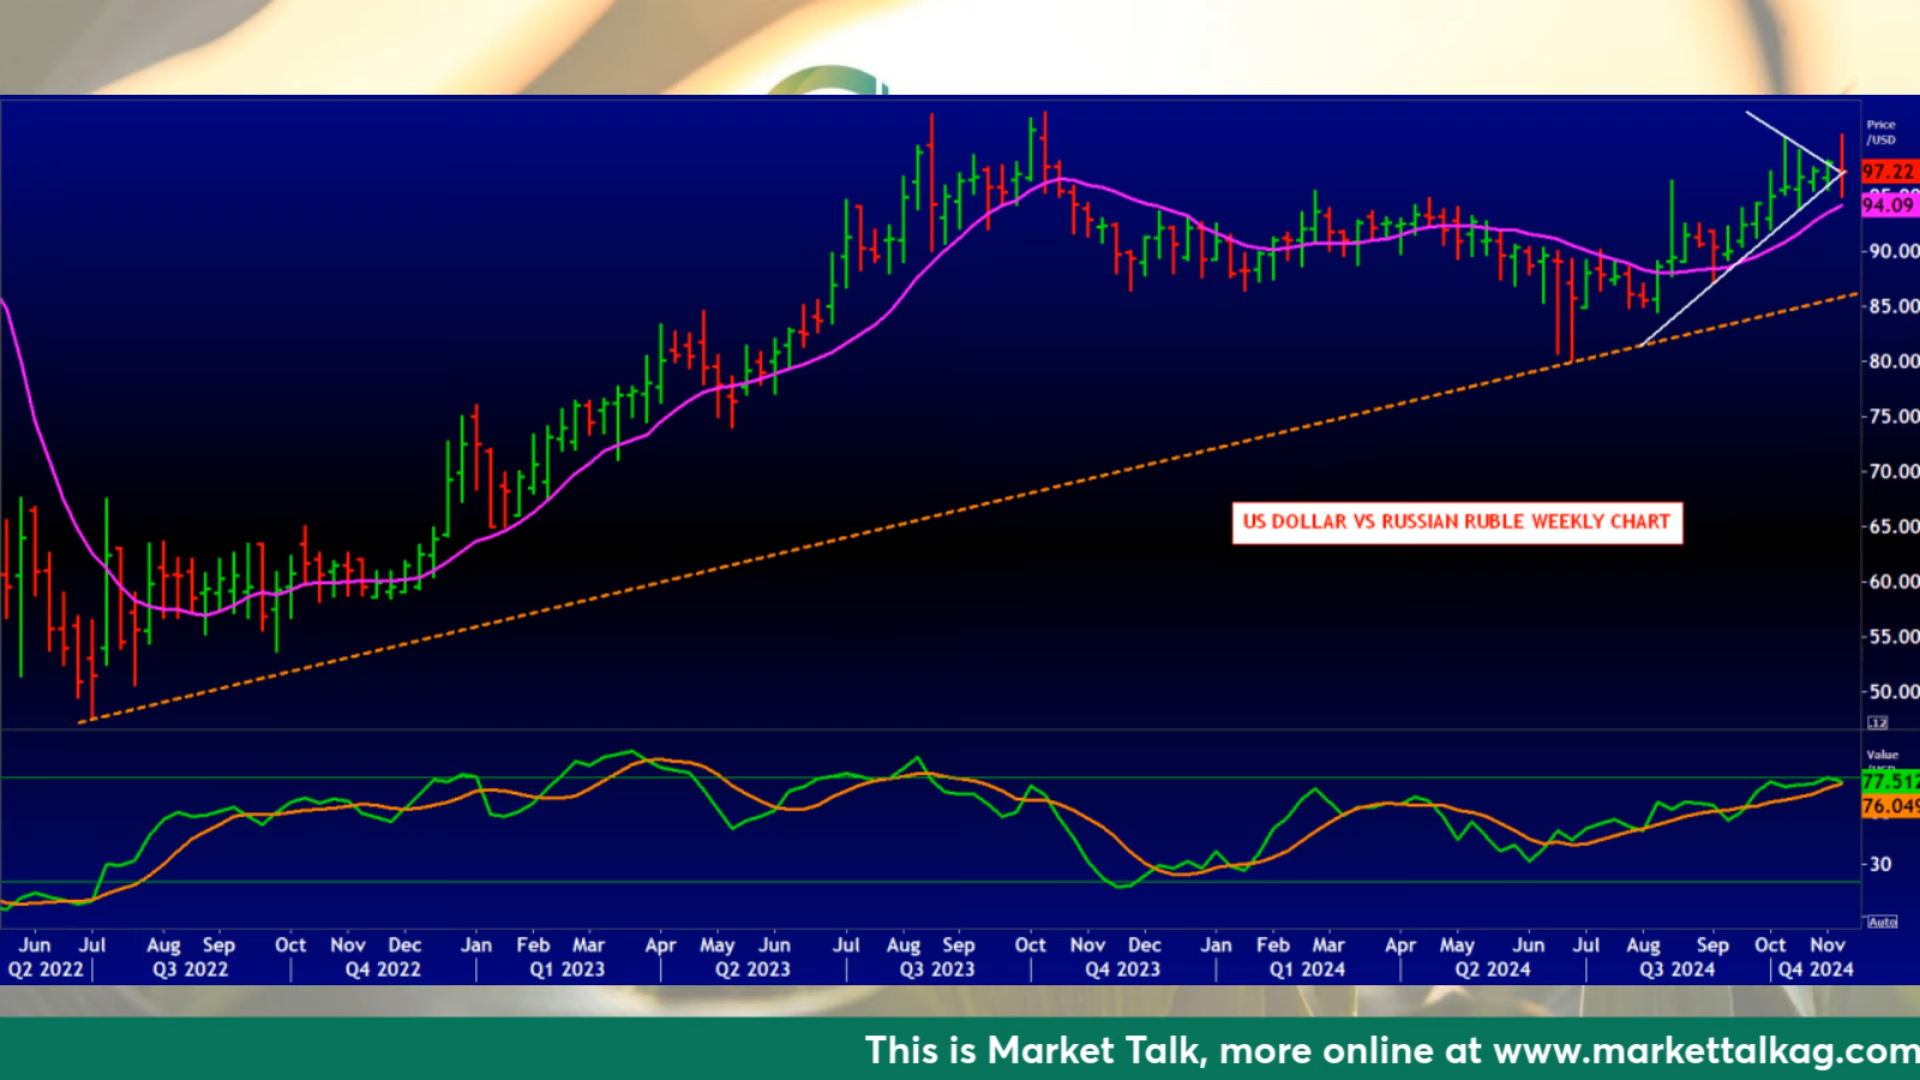 Price
/USD
97.22
94.09
90.00
85.00
80.00
75.00
70.00
US DOLLAR VS RUSSIAN RUBLE WEEKLY CHART
65.00
60.00
55.00
50.00
.12
Value
77.512
76.049
30
Auto
Jun Jul Aug Sep Oct Nov Dec Jan Feb Mar Apr May Jun Jul Aug Sep Oct Nov Dec Jan Feb Mar Apr May Jun Jul Aug Sep Oct Nov
Q2 2022 Q3 2022 Q4 2022 Q1 2023 Q2 2023 Q3 2023 Q4 2023 Q1 2024 Q2 2024 Q3 2024 Q4 2024
This is Market Talk, more online at www.markettalkag.com